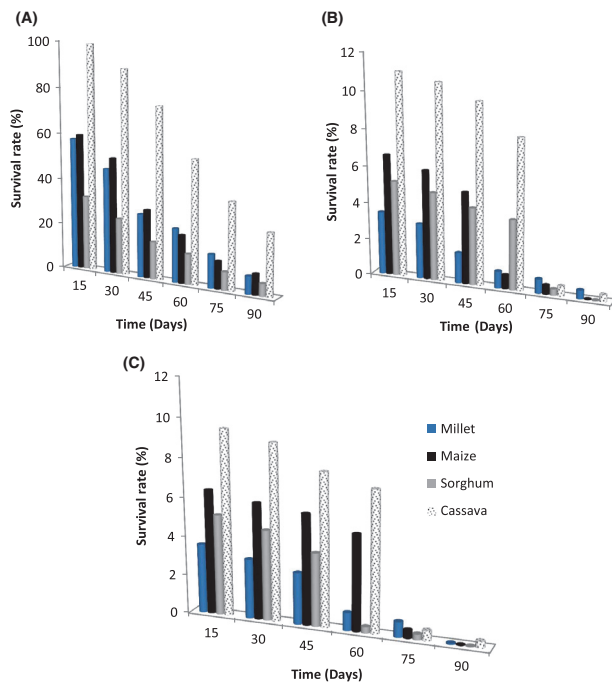 (A)
Survival rate (%)
100
80
60
40
20
0
15 30 45 60 75 90
Time (Days)
(B)
Survival rate (%)
12
10
8
6
4
2
0
15 30 45 60 75 90
Time (Days)
(C)
Survival rate (%)
12
10
8
6
4
2
0
15 30 45 60 75 90
Time (Days)
Millet
Maize
Sorghum
Cassava